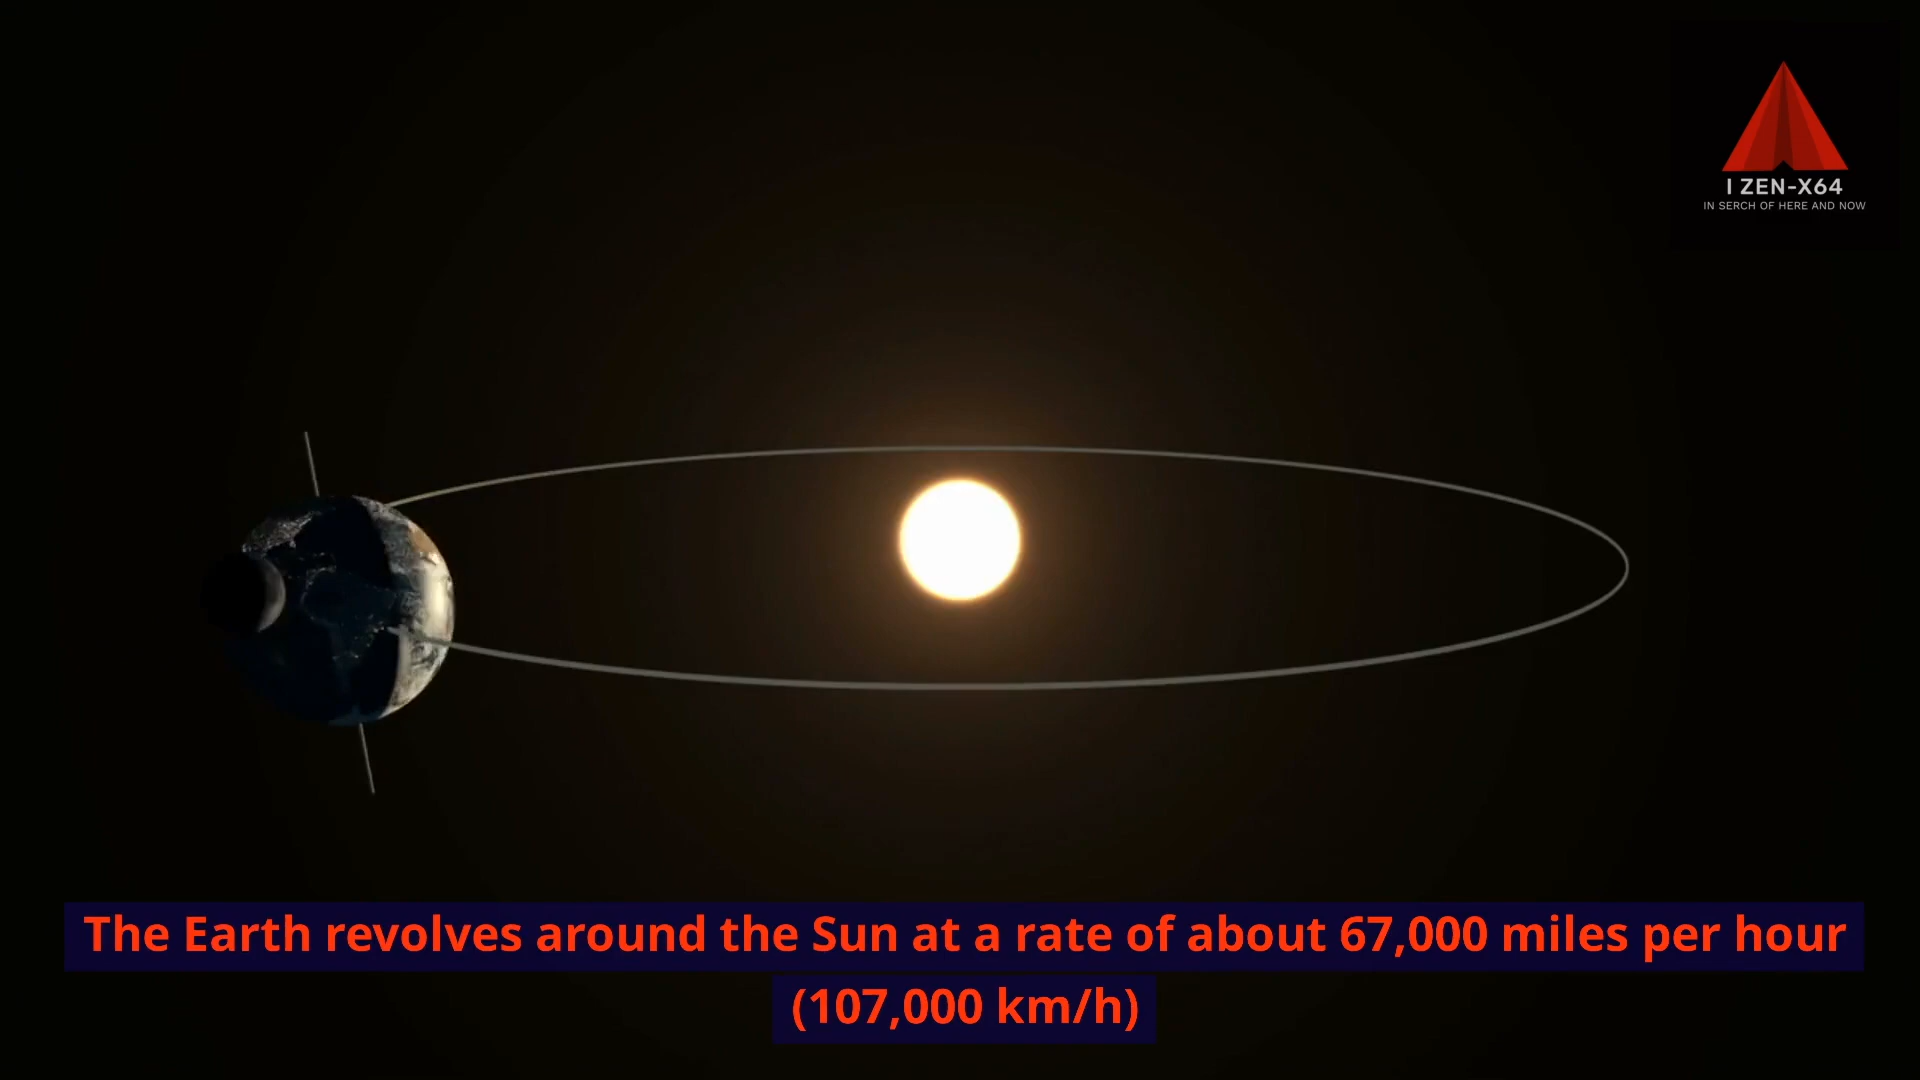 I ZEN-X64
IN SERCH OF HERE AND NOW
The Earth revolves around the Sun at a rate of about 67,000 miles per hour
(107,000 km/h)